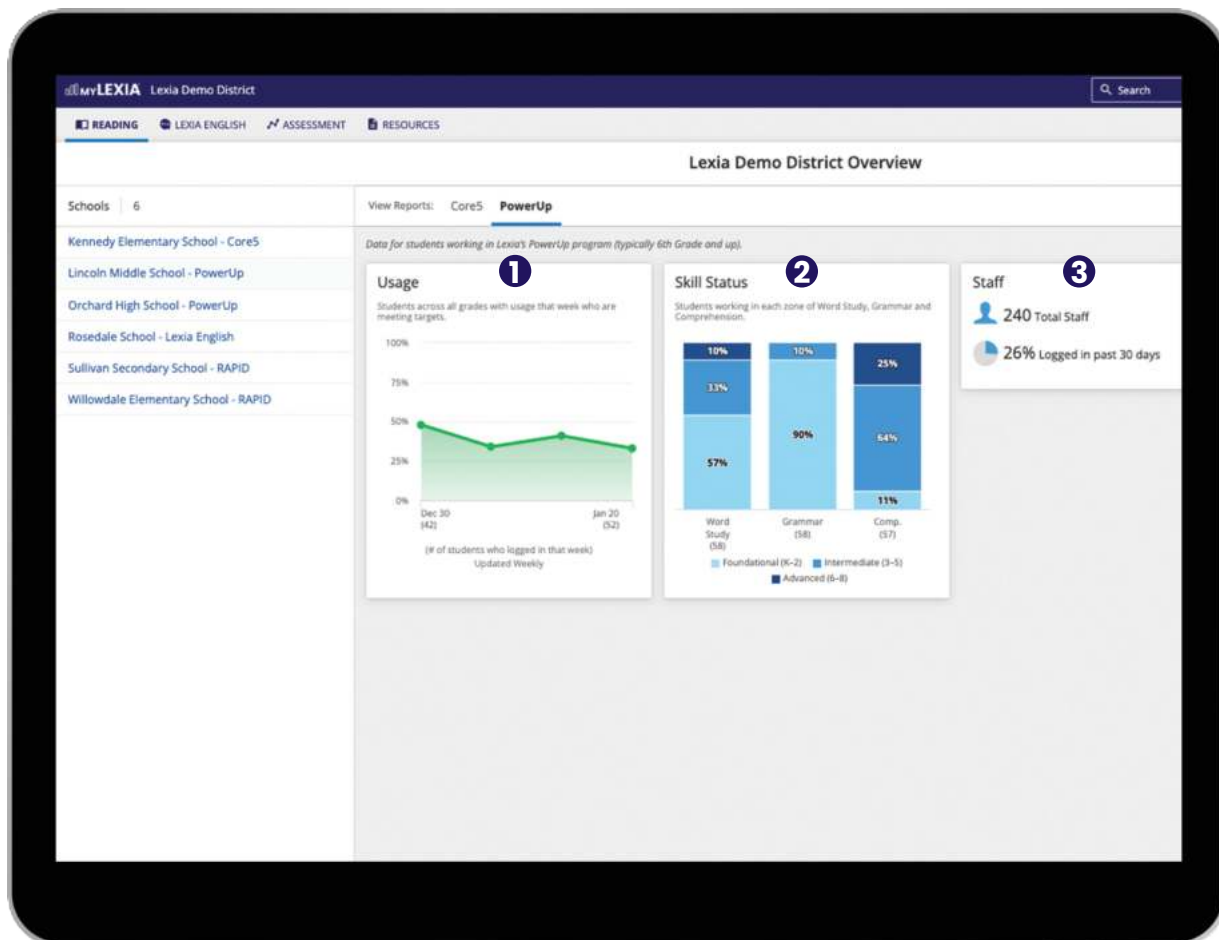 MYLEXIA Lexia Demo District
Search
READING LEXIA ENGLISH ASSESSMENT RESOURCES
Lexia Demo District Overview
Schools 6
View Reports: Core5 PowerUp
Kennedy Elementary School - Core5
Lincoln Middle School - PowerUp
Orchard High School - PowerUp
Rosedale School - Lexia English
Sullivan Secondary School - RAPID
Willowdale Elementary School - RAPID
Data for students working in Lexia's PowerUp program (typically 6th Grade and up).
1
Usage
Students across all grades with usage that week who are
meeting targets.
100%
75%
50%
25%
0%
Dec 30
(42)
Jan 20
(52)
(# of students who logged in that week)
Updated Weekly
2
Skill Status
Students working in each zone of Word Study, Grammar and
Comprehension.
10%
33%
57%
10%
90%
25%
64%
11%
Word
Study
(58)
Grammar
(58)
Comp.
(57)
Foundational (K-2) Intermediate (3-5)
Advanced (6-8)
3
Staff
240 Total Staff
26% Logged in past 30 days